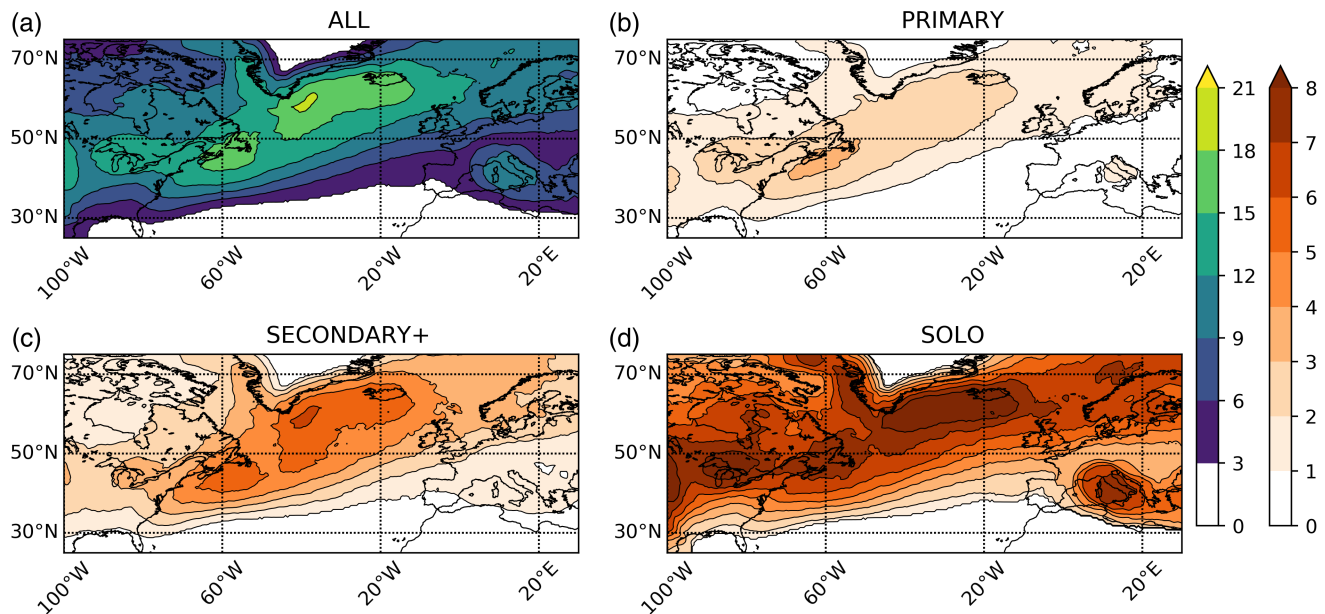 (a) ALL (b) PRIMARY
70°N 70°N
50°N 50°N
30°N 30°N
100°W 60°W 20°W 20°E 100°W 60°W 20°W 20°E
(c) SECONDARY+ (d) SOLO
70°N 70°N
50°N 50°N
30°N 30°N
100°W 60°W 20°W 20°E 100°W 60°W 20°W 20°E
21 8
18 7
15 6
12 5
9 4
6 3
3 2
0 1
0